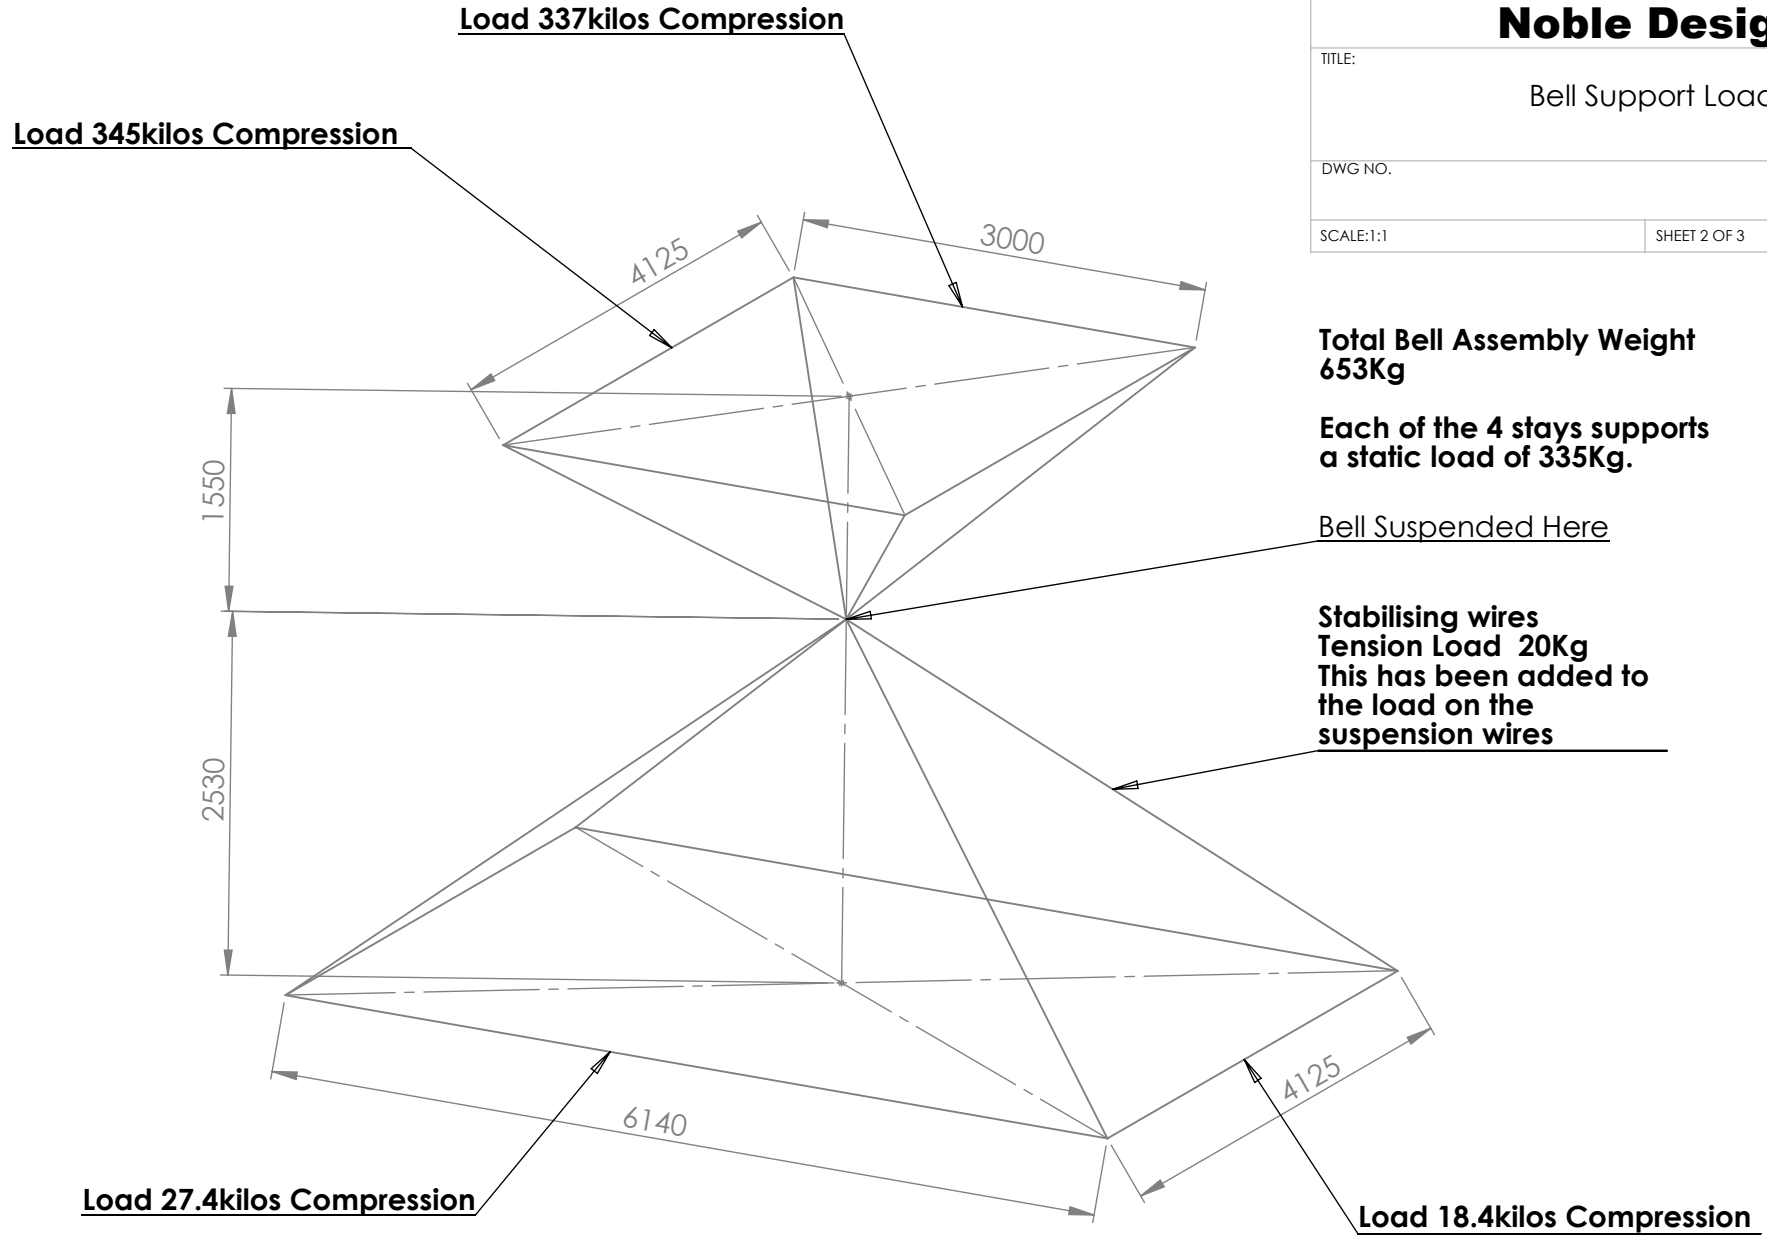 Load 337kilos Compression
Noble Desig
TITLE:
Bell Support Load
DWG NO.
SCALE:1:1
SHEET 2 OF 3
Load 345kilos Compression
4125
3000
Total Bell Assembly Weight
653Kg
Each of the 4 stays supports
a static load of 335Kg.
1550
Bell Suspended Here
Stabilising wires
Tension Load 20Kg
This has been added to
the load on the
suspension wires
2530
4125
6140
Load 27.4kilos Compression
Load 18.4kilos Compression